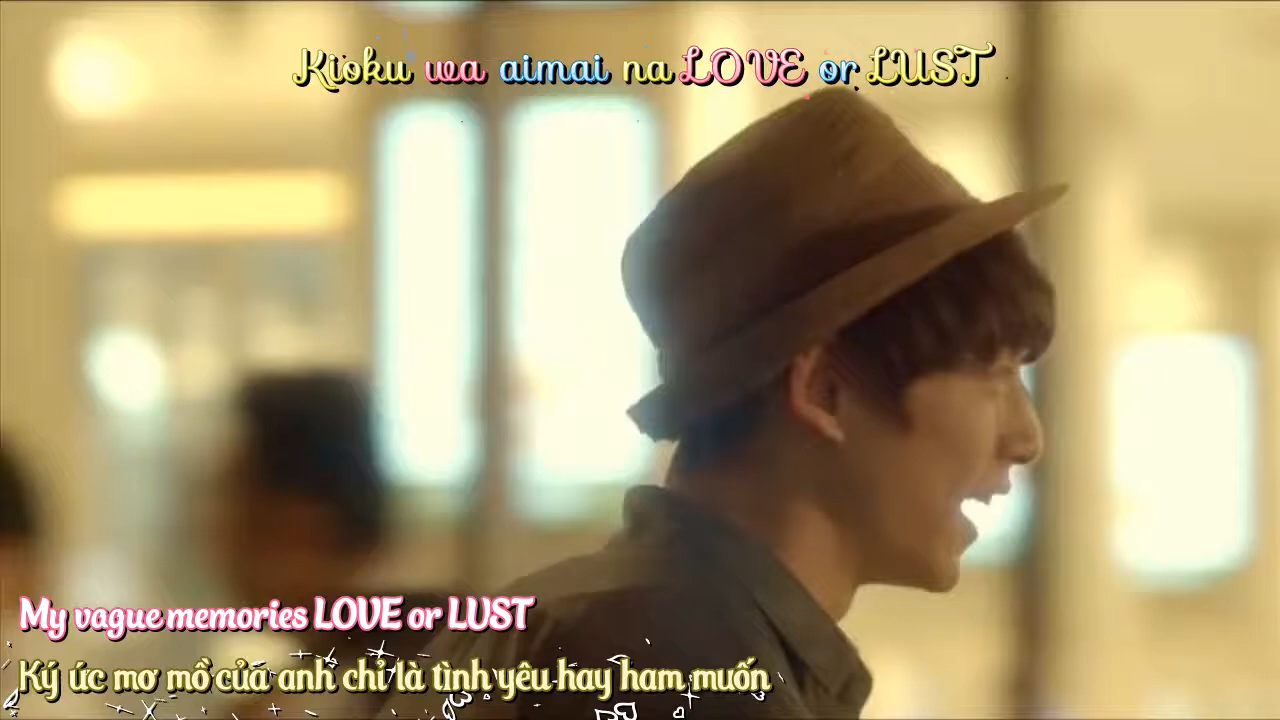 Kioku wa aimai na LOVE or LUST
My vague memories LOVE or LUST
Ký ức mơ mồ của anh chỉ là tình yêu hay ham muốn